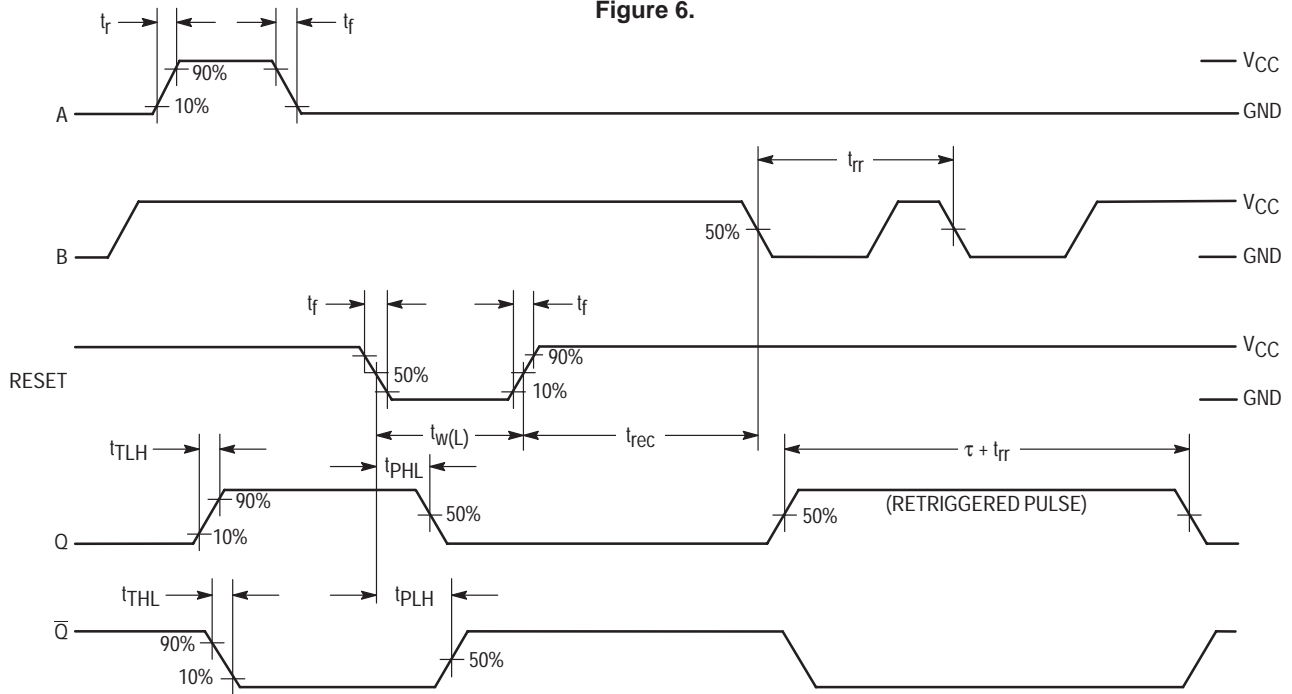 Figure 6.
tr
tf
90%
10%
A
VCC
GND
trr
50%
B
VCC
GND
tf
tf
90%
50%
10%
RESET
VCC
GND
tw(L)
trec
tTLH
tPHL
τ + trr
90%
50%
10%
50%
(RETRIGGERED PULSE)
Q
tTHL
tPLH
Q̅
90%
10%
50%